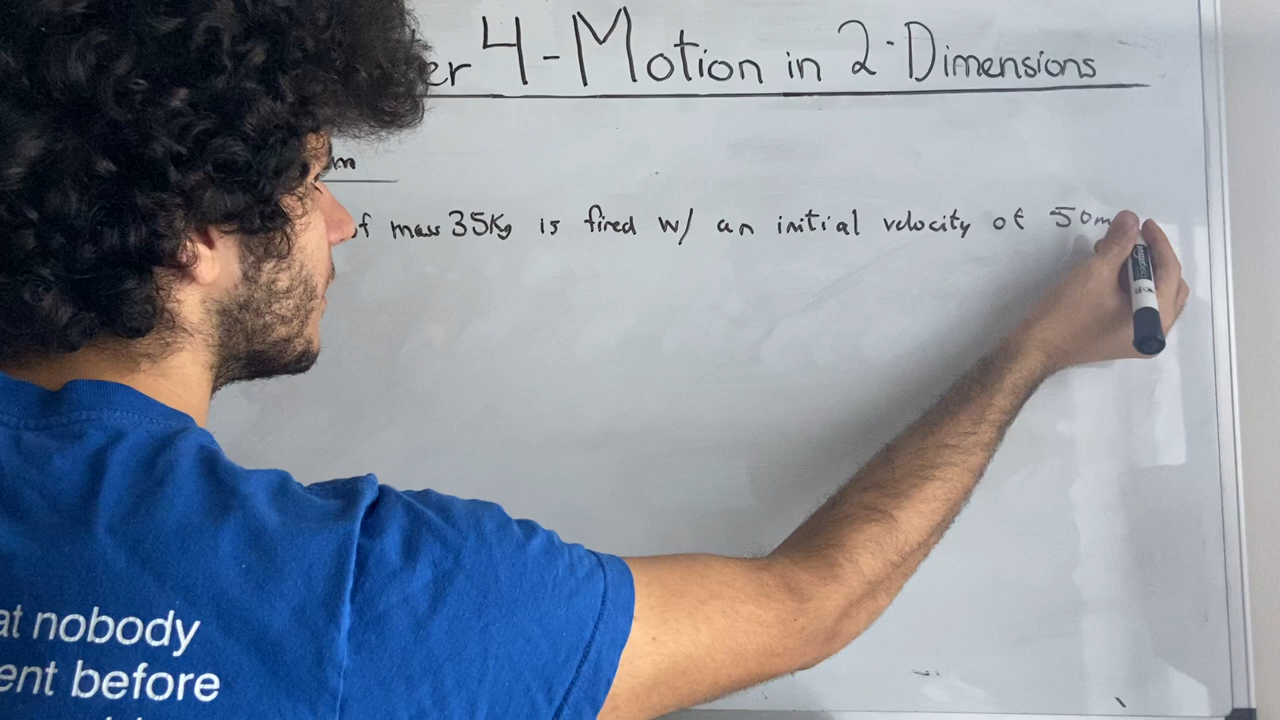 er 4-Motion in 2-Dimensions
m
of mass 35Kg is fired w/ an initial velocity of 50m
at nobody
ent before